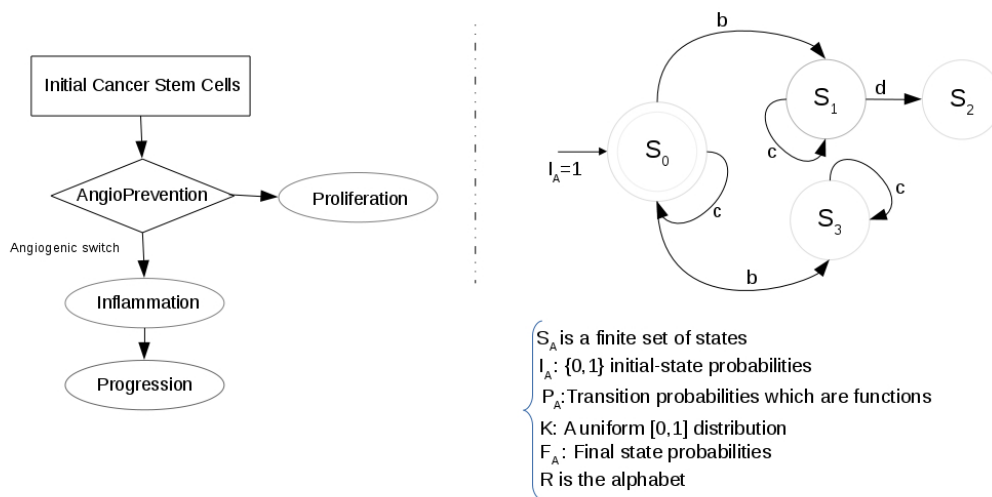 Initial Cancer Stem Cells
AngioPrevention
Proliferation
Angiogenic switch
Inflammation
Progression
b
S1
d
S2
c
S0
IA=1
c
c
S3
b
SA is a finite set of states
IA: {0,1} initial-state probabilities
PA:Transition probabilities which are functions
K: A uniform [0,1] distribution
FA: Final state probabilities
R is the alphabet